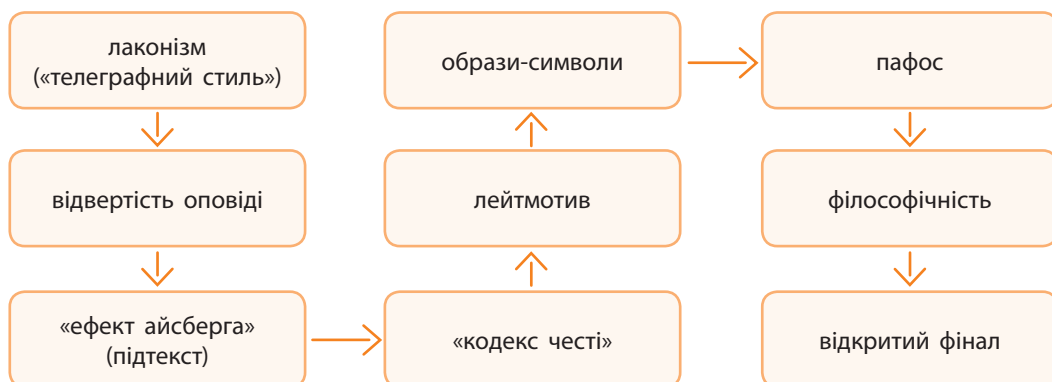 лаконізм
(«телеграфний стиль»)
відвертість оповіді
«ефект айсберга»
(підтекст)
«кодекс честі»
лейтмотив
образи-символи
пафос
філософічність
відкритий фінал